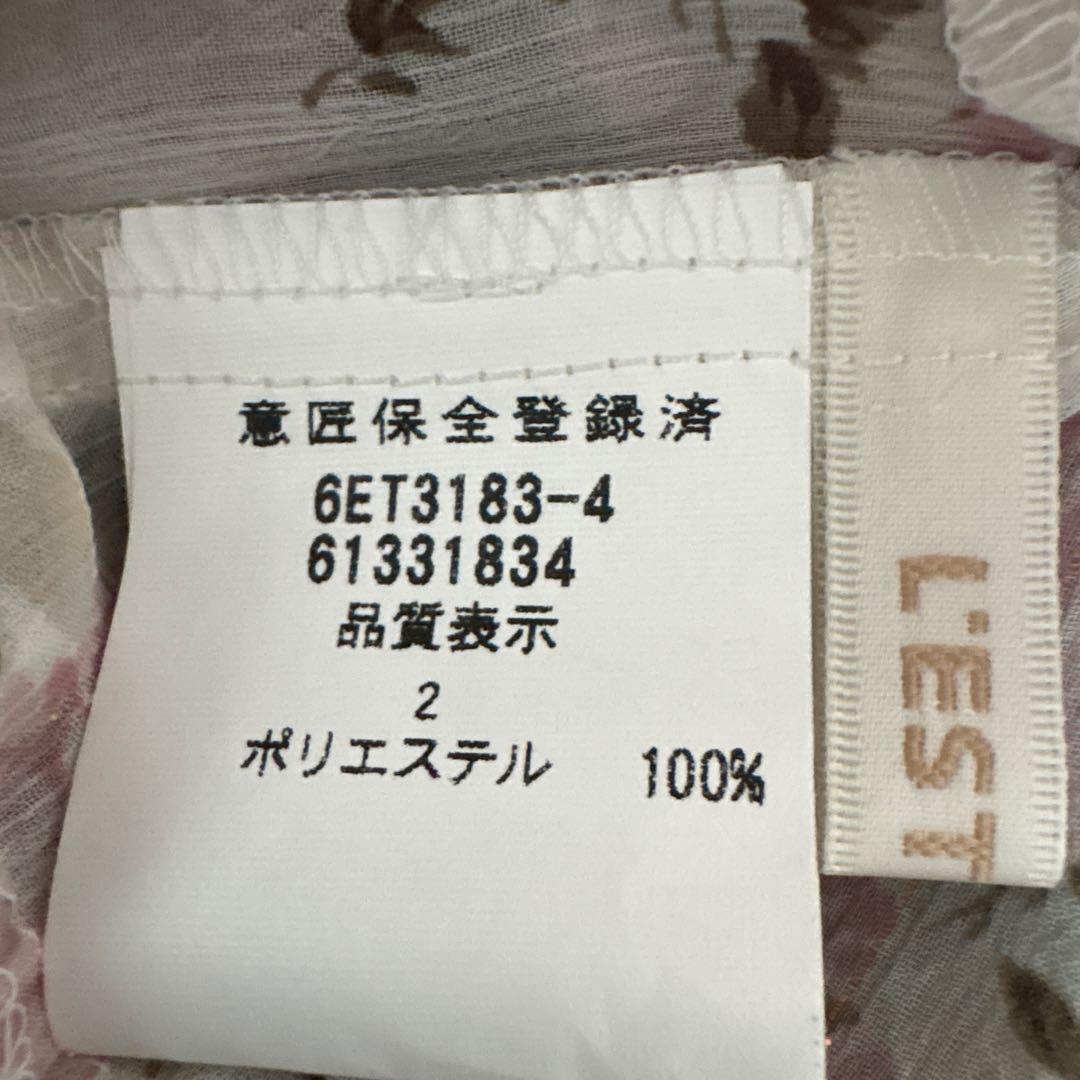 意匠保全登録済
6ET3183-4
61331834
品質表示
2
ポリエステル 100%
L'EST